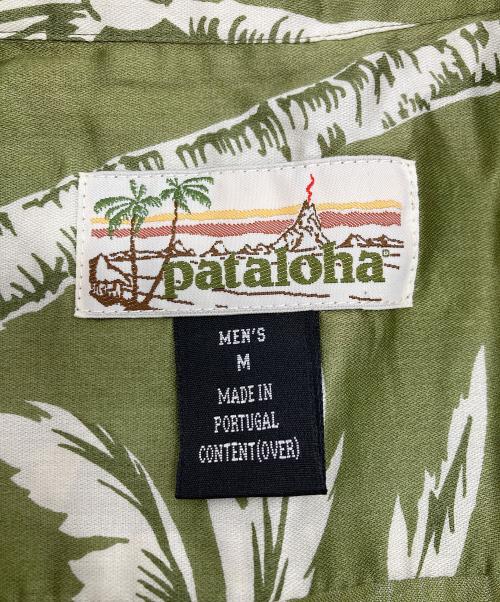 pataloha®
MEN'S
M
MADE IN
PORTUGAL
CONTENT(OVER)